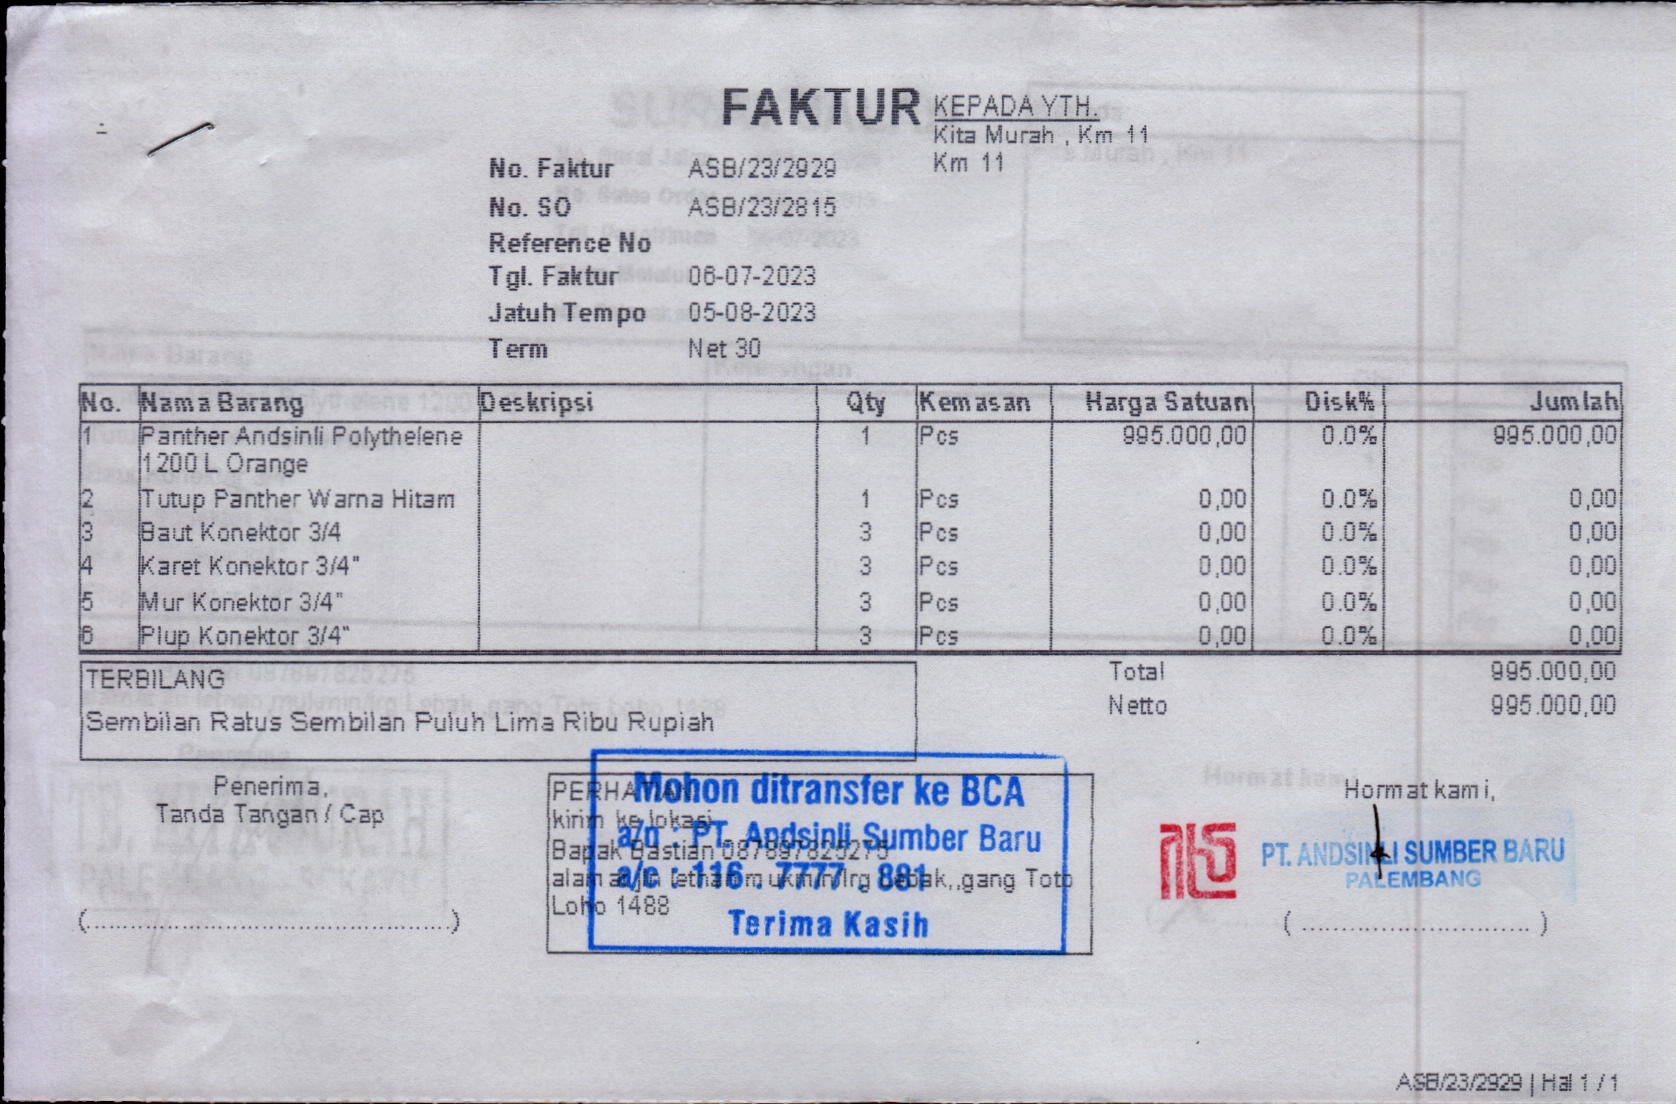 FAKTUR
KEPADA YTH.
Kita Murah , Km 11
Km 11
No. Faktur ASB/23/2929
No. SO ASB/23/2815
Reference No
Tgl. Faktur 06-07-2023
Jatuh Tempo 05-08-2023
Term Net 30
No. Nama Barang Deskripsi Qty Kemasan Harga Satuan Disk% Jumlah
1 Panther Andsinli Polythelene 1 Pcs 995.000,00 0.0% 995.000,00
1200 L Orange
2 Tutup Panther Warna Hitam 1 Pcs 0,00 0.0% 0,00
3 Baut Konektor 3/4 3 Pcs 0,00 0.0% 0,00
4 Karet Konektor 3/4" 3 Pcs 0,00 0.0% 0,00
5 Mur Konektor 3/4" 3 Pcs 0,00 0.0% 0,00
6 Plup Konektor 3/4" 3 Pcs 0,00 0.0% 0,00
TERBILANG
Sembilan Ratus Sembilan Puluh Lima Ribu Rupiah
Total 995.000,00
Netto 995.000,00
Penerima,
Tanda Tangan / Cap
(..............................................)
PERHATIAN
kirim ke lokasi
Bapak Bastian 087897825275
gang Toto
Loho 1488
Mohon ditransfer ke BCA
a/n : PT. Andsinli Sumber Baru
a/c : 116 . 7777 . 881
Terima Kasih
Hormat kami,
PT. ANDSINLI SUMBER BARU
PALEMBANG
( ............................. )
ASB/23/2929 | Hal 1 / 1